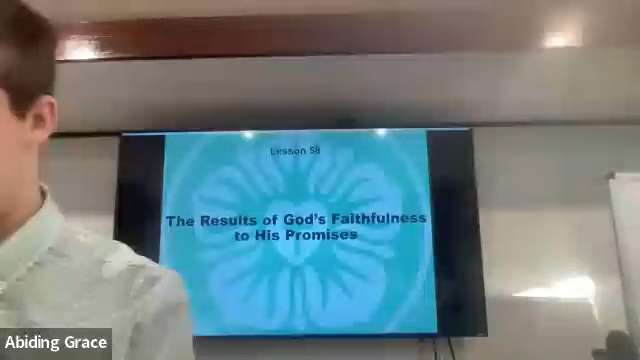 Lesson 58
The Results of God's Faithfulness
to His Promises
Abiding Grace